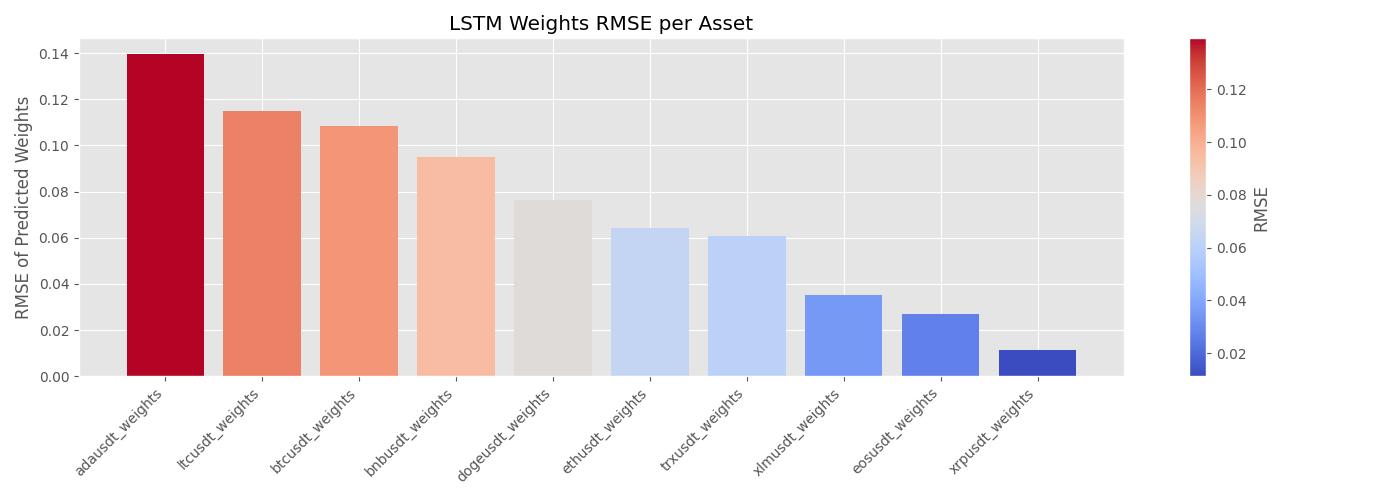 LSTM Weights RMSE per Asset
RMSE of Predicted Weights
0.14
0.12
0.10
0.08
0.06
0.04
0.02
0.00
adausdt_weights
ltcusdt_weights
btcusdt_weights
bnbusdt_weights
dogeusdt_weights
ethusdt_weights
trxusdt_weights
xlmusdt_weights
eosusdt_weights
xrpusdt_weights
0.12
0.10
0.08
0.06
0.04
0.02
RMSE